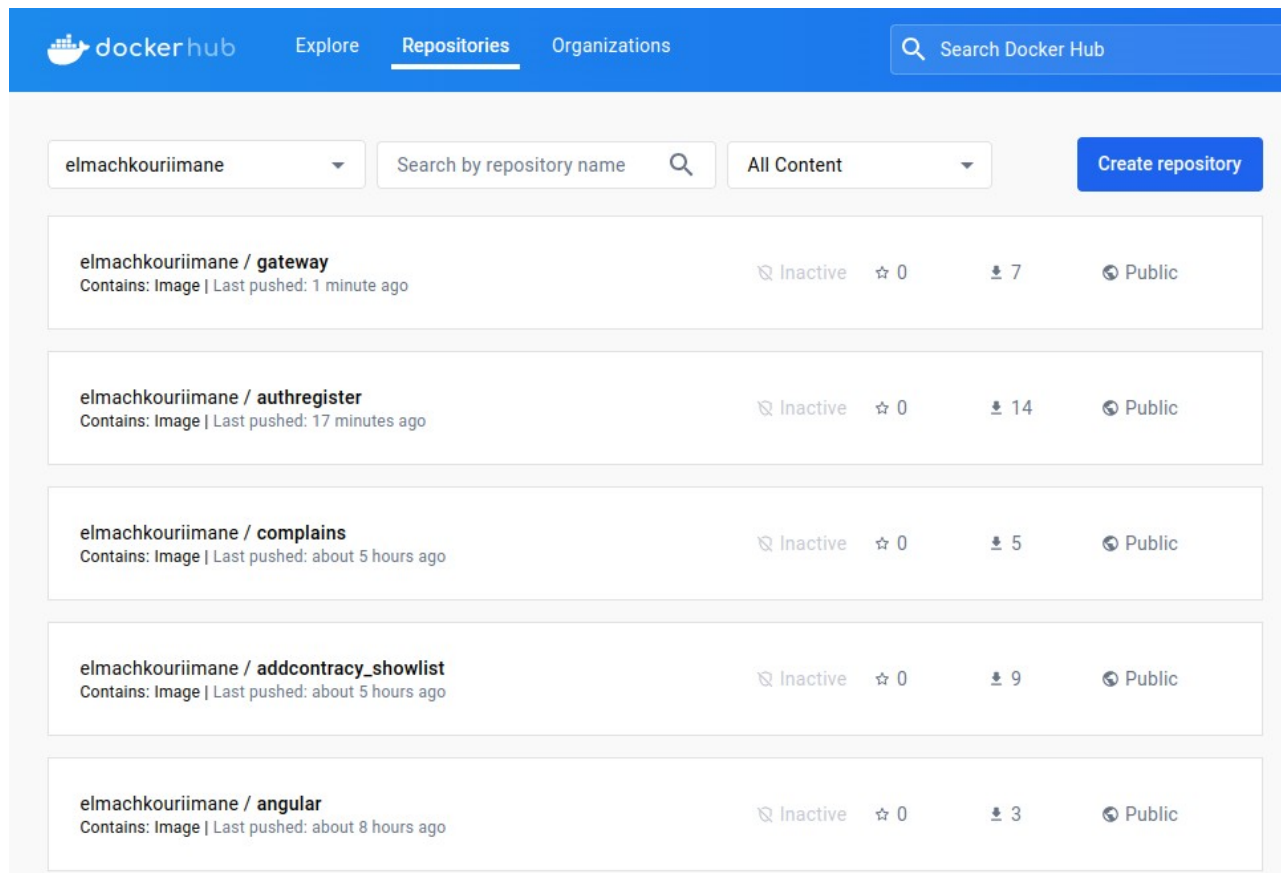 dockerhub Explore Repositories Organizations Search Docker Hub
elmachkouriimane Search by repository name All Content Create repository
elmachkouriimane / gateway
Contains: Image | Last pushed: 1 minute ago
Inactive 0 7 Public
elmachkouriimane / authregister
Contains: Image | Last pushed: 17 minutes ago
Inactive 0 14 Public
elmachkouriimane / complains
Contains: Image | Last pushed: about 5 hours ago
Inactive 0 5 Public
elmachkouriimane / addcontracy_showlist
Contains: Image | Last pushed: about 5 hours ago
Inactive 0 9 Public
elmachkouriimane / angular
Contains: Image | Last pushed: about 8 hours ago
Inactive 0 3 Public